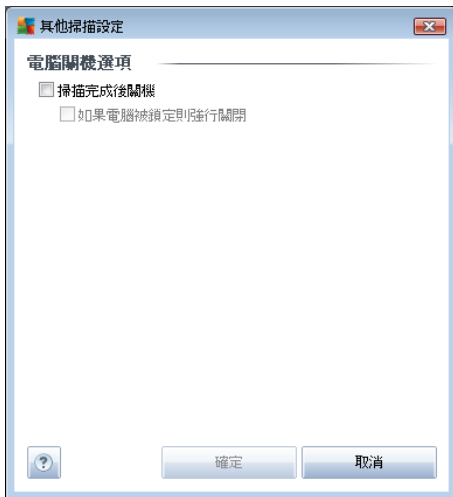 其他掃描設定
電腦關機選項
掃描完成後關機
如果電腦被鎖定則強行關閉
?
確定
取消